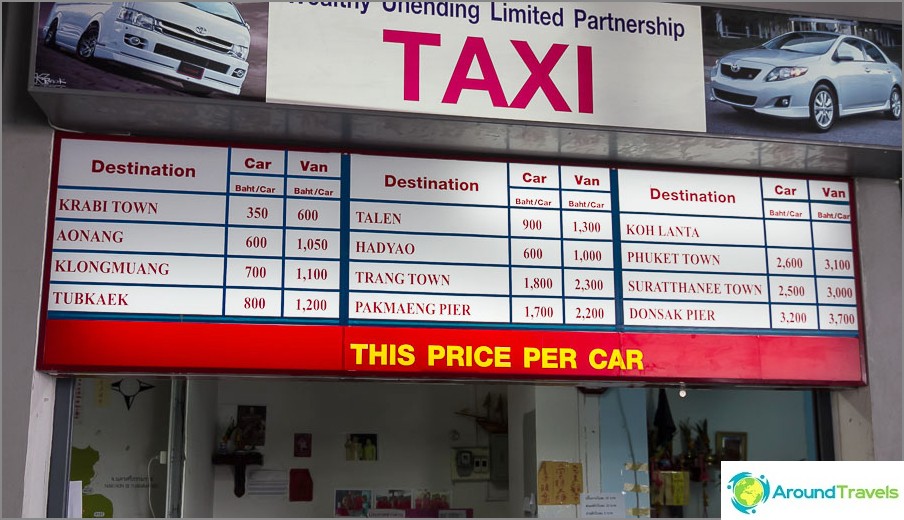 Wealthy Unending Limited Partnership
TAXI
Destination Car Van
Baht/Car Baht/Car
KRABI TOWN 350 600
AONANG 600 1,050
KLONGMUANG 700 1,100
TUBKAEK 800 1,200
Destination Car Van
Baht/Car Baht/Car
TALEN 900 1,300
HADYAO 600 1,000
TRANG TOWN 1,800 2,300
PAKMAENG PIER 1,700 2,200
Destination Car Van
Baht/Car Baht/Car
KOH LANTA
PHUKET TOWN 2,600 3,100
SURATTHANEE TOWN 2,500 3,000
DONSAK PIER 3,200 3,700
THIS PRICE PER CAR
AroundTravels